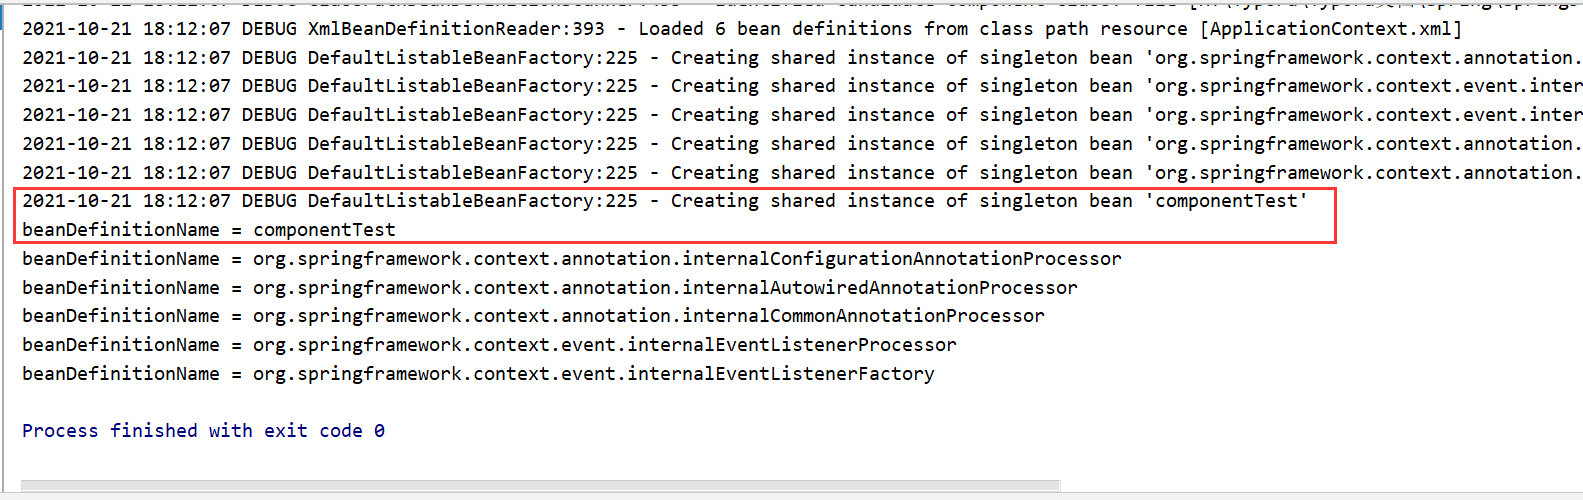 2021-10-21 18:12:07 DEBUG XmlBeanDefinitionReader:393 - Loaded 6 bean definitions from class path resource [ApplicationContext.xml]
2021-10-21 18:12:07 DEBUG DefaultListableBeanFactory:225 - Creating shared instance of singleton bean 'org.springframework.context.annotation.
2021-10-21 18:12:07 DEBUG DefaultListableBeanFactory:225 - Creating shared instance of singleton bean 'org.springframework.context.event.inter
2021-10-21 18:12:07 DEBUG DefaultListableBeanFactory:225 - Creating shared instance of singleton bean 'org.springframework.context.event.inter
2021-10-21 18:12:07 DEBUG DefaultListableBeanFactory:225 - Creating shared instance of singleton bean 'org.springframework.context.annotation.
2021-10-21 18:12:07 DEBUG DefaultListableBeanFactory:225 - Creating shared instance of singleton bean 'org.springframework.context.annotation.
2021-10-21 18:12:07 DEBUG DefaultListableBeanFactory:225 - Creating shared instance of singleton bean 'componentTest'
beanDefinitionName = componentTest
beanDefinitionName = org.springframework.context.annotation.internalConfigurationAnnotationProcessor
beanDefinitionName = org.springframework.context.annotation.internalAutowiredAnnotationProcessor
beanDefinitionName = org.springframework.context.annotation.internalCommonAnnotationProcessor
beanDefinitionName = org.springframework.context.event.internalEventListenerProcessor
beanDefinitionName = org.springframework.context.event.internalEventListenerFactory
Process finished with exit code 0